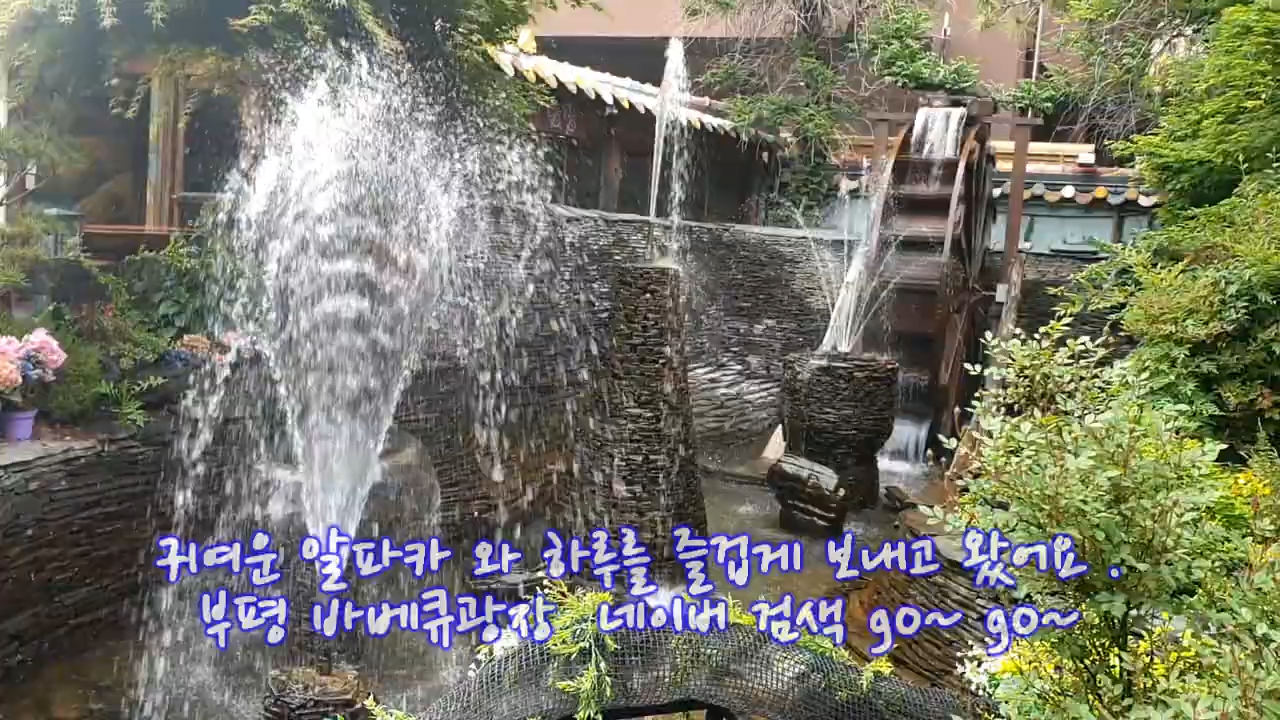 귀여운 알파카 와 하루를 즐겁게 보내고 왔어요 .
부평 바베큐광장 네이버 검색 go~ go~